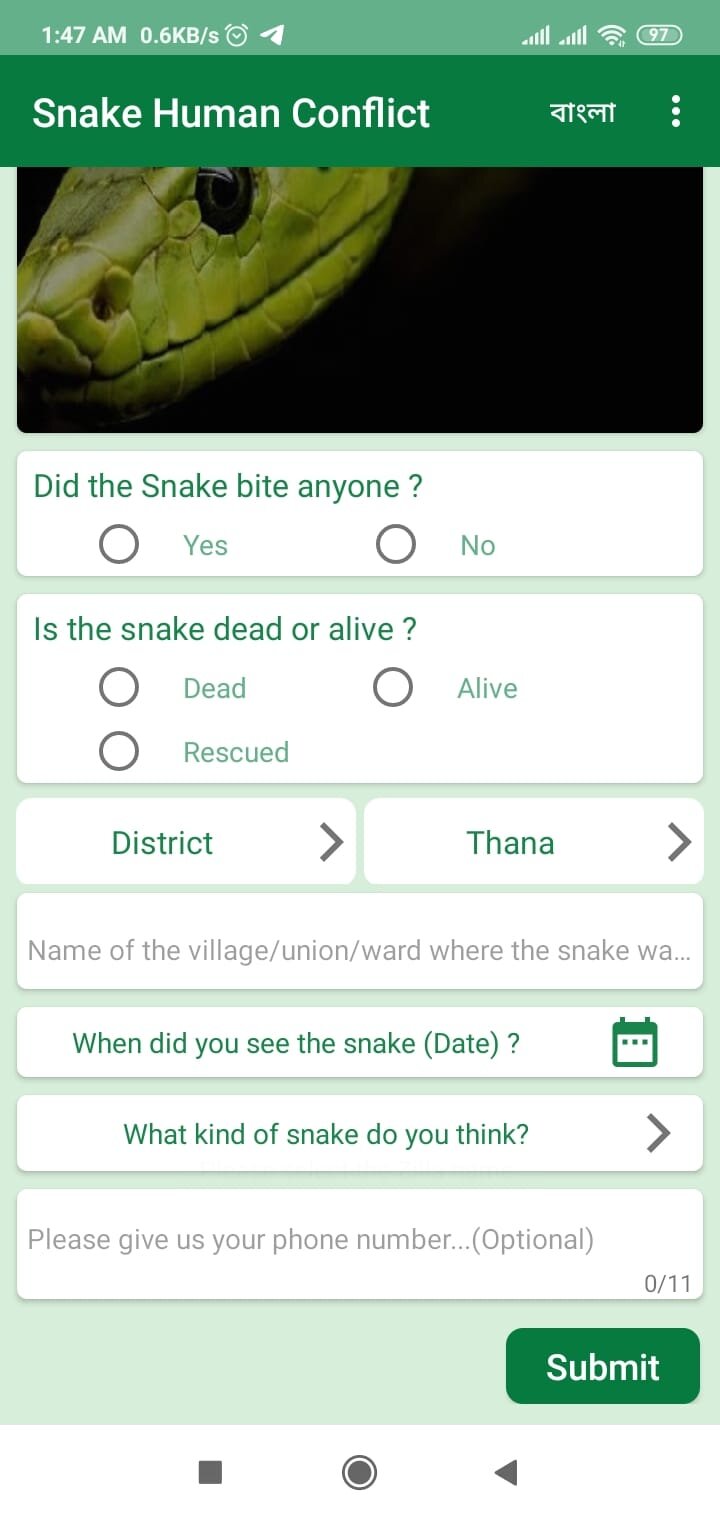 1:47 AM 0.6KB/s 97
Snake Human Conflict বাংলা
Did the Snake bite anyone ?
Yes No
Is the snake dead or alive ?
Dead Alive
Rescued
District Thana
Name of the village/union/ward where the snake wa...
When did you see the snake (Date) ?
What kind of snake do you think?
Please give us your phone number...(Optional)
0/11
Submit